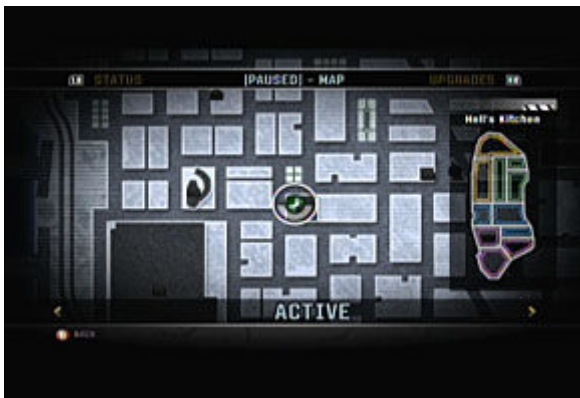 LB STATUS |PAUSED| - MAP UPGRADES RB
Hell's Kitchen
ACTIVE
B BACK